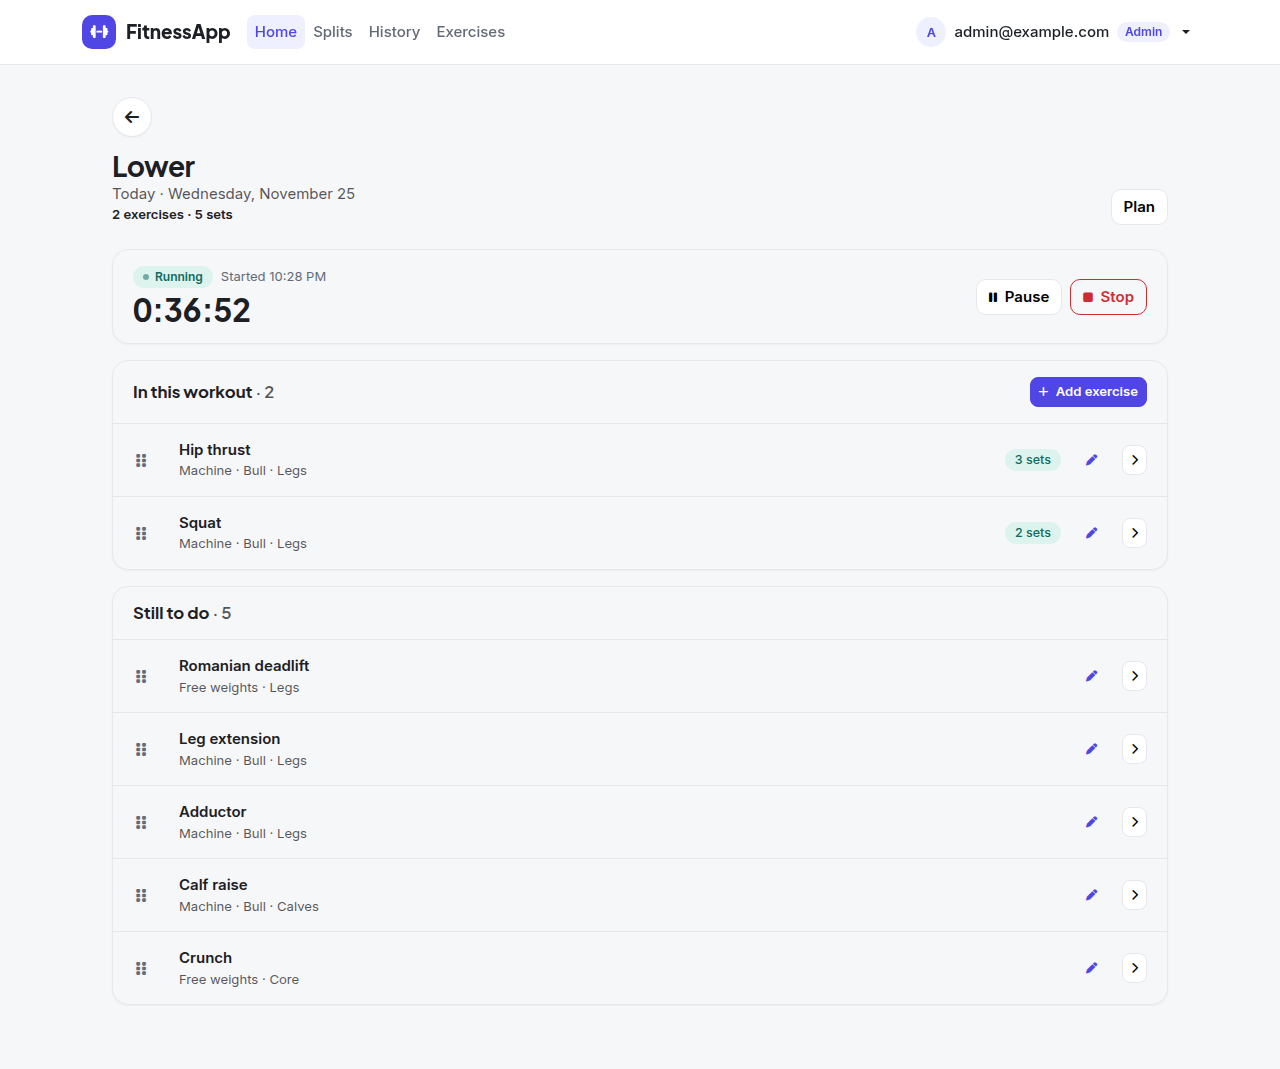 FitnessApp
Home
Splits
History
Exercises
A
admin@example.com
Admin
Lower
Today · Wednesday, November 25
2 exercises · 5 sets
Plan
Running
Started 10:28 PM
0:36:52
Pause
Stop
In this workout · 2
+ Add exercise
Hip thrust
Machine · Bull · Legs
3 sets
Squat
Machine · Bull · Legs
2 sets
Still to do · 5
Romanian deadlift
Free weights · Legs
Leg extension
Machine · Bull · Legs
Adductor
Machine · Bull · Legs
Calf raise
Machine · Bull · Calves
Crunch
Free weights · Core